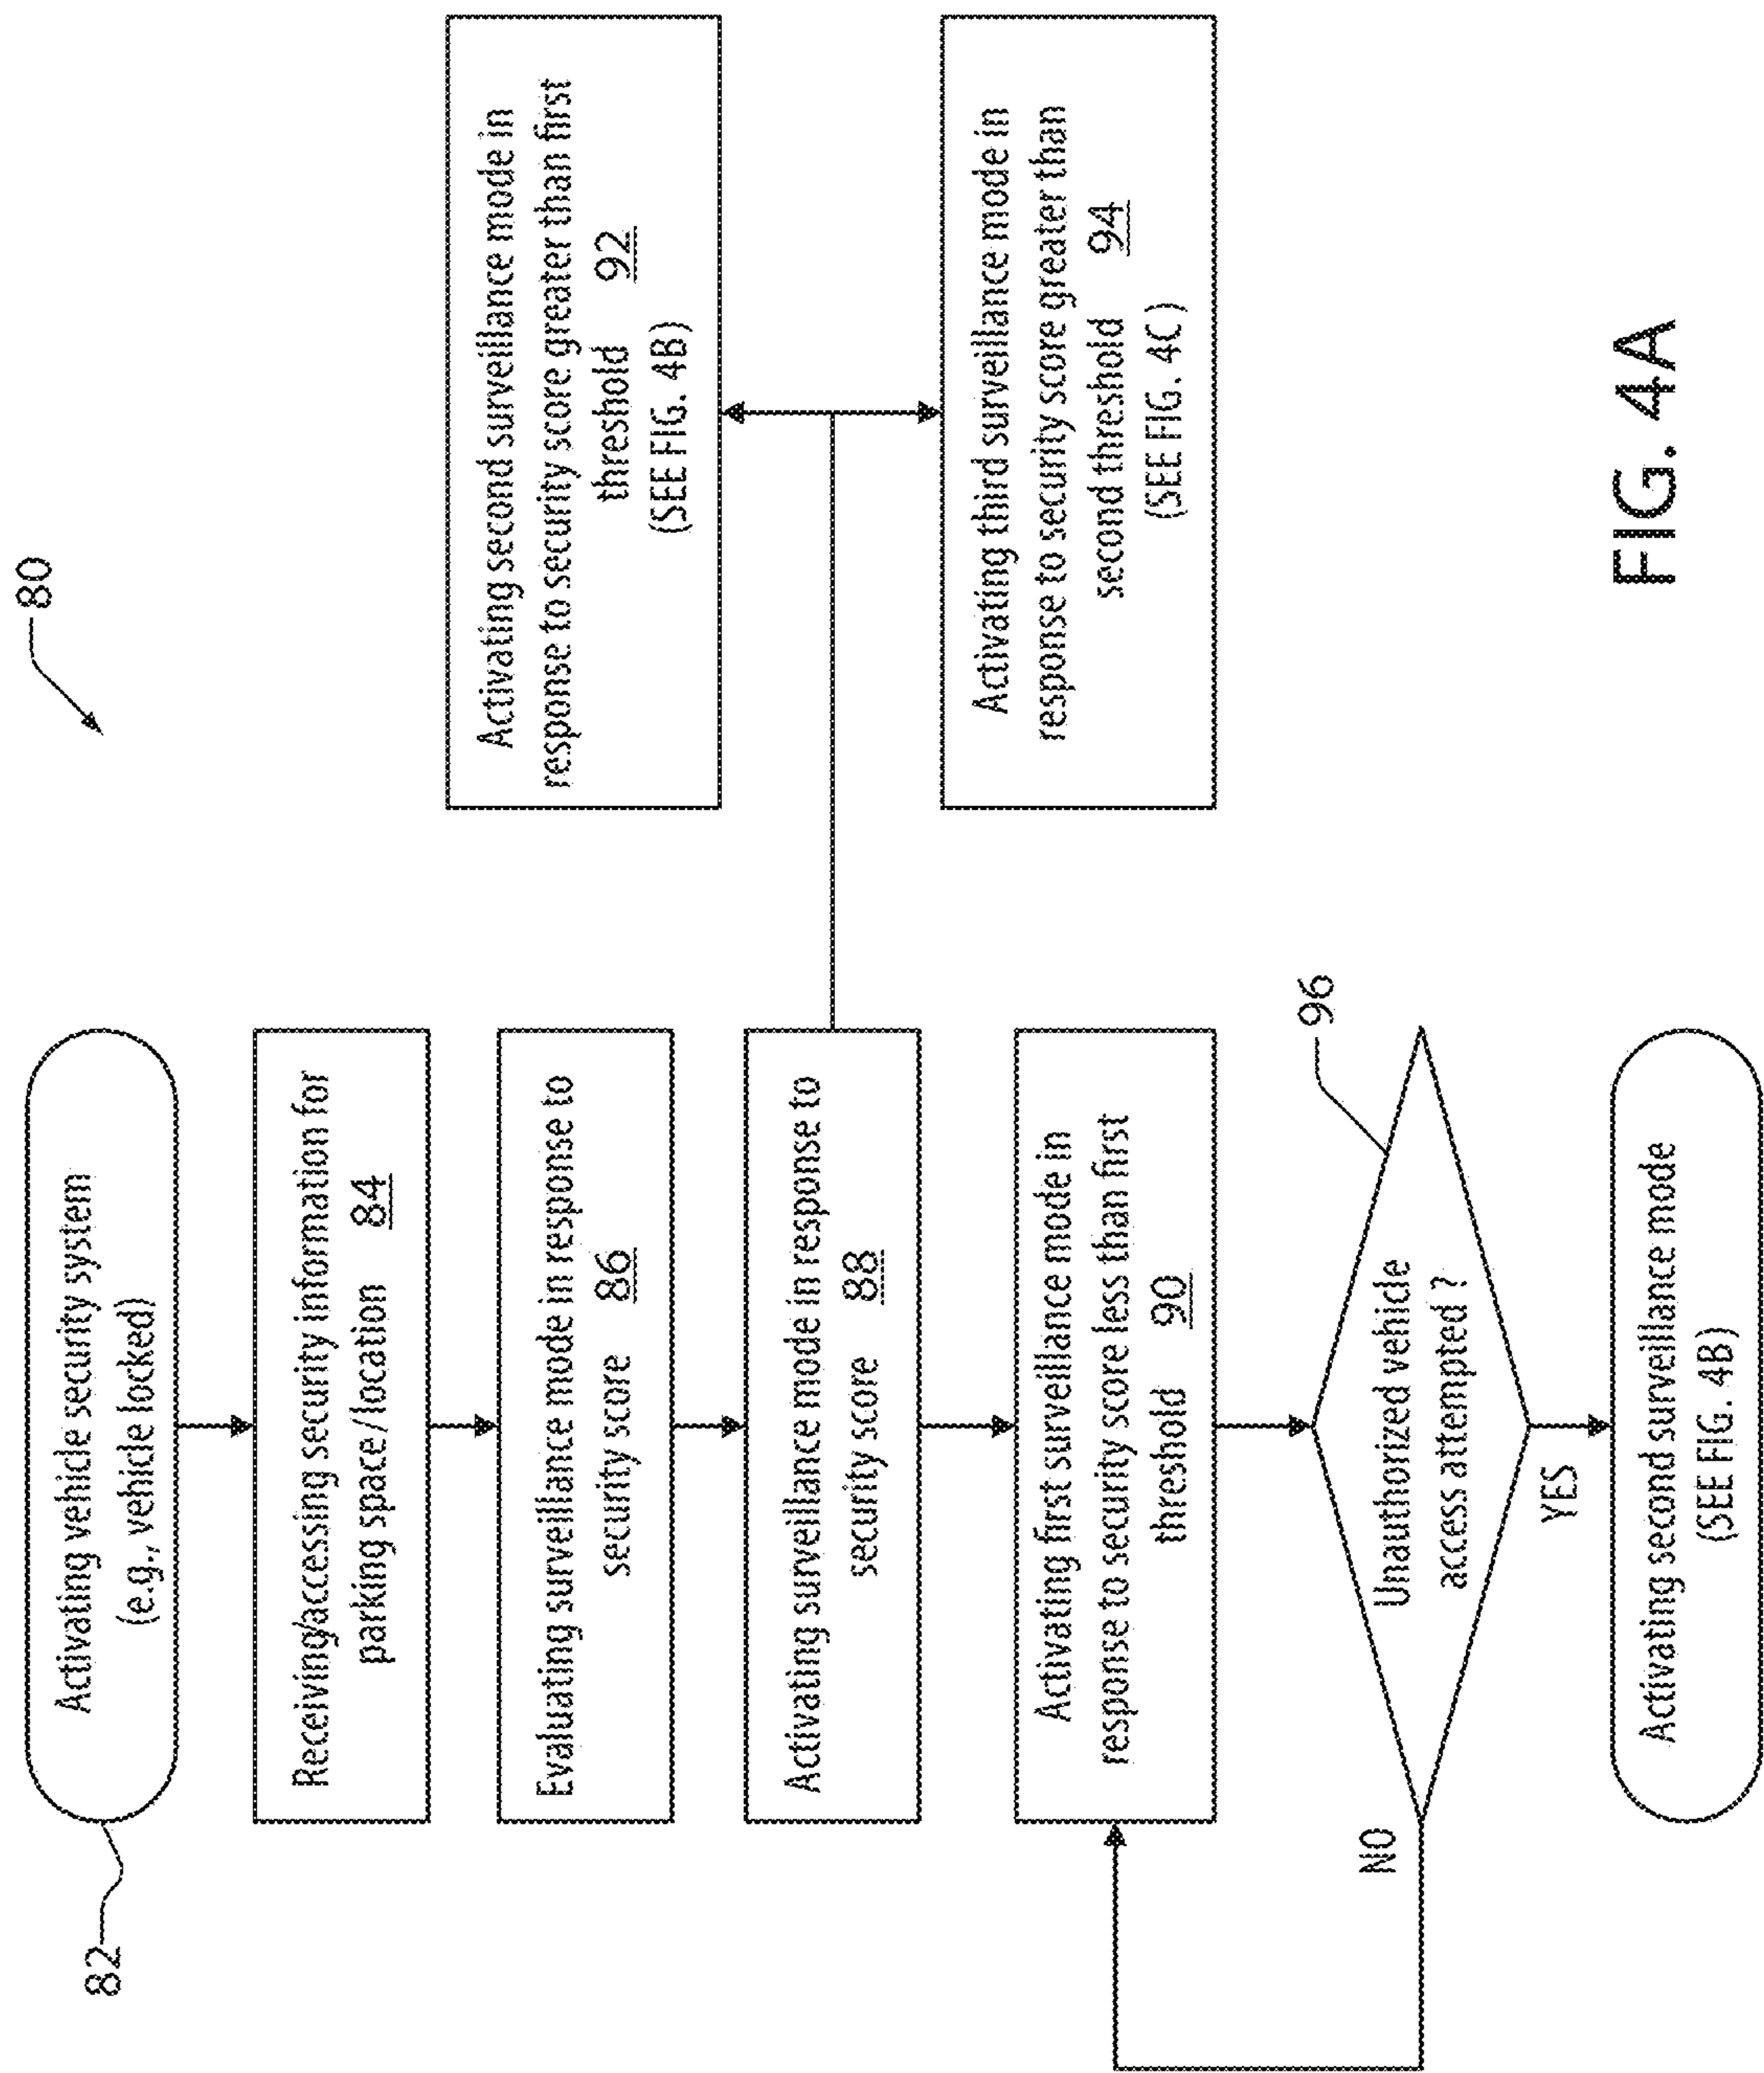 80
82
Activating vehicle security system
(e.g., vehicle locked)
Receiving/accessing security information for
parking space/location 84
Evaluating surveillance mode in response to
security score 86
Activating surveillance mode in response to
security score 88
Activating first surveillance mode in
response to security score less than first
threshold 90
96
Unauthorized vehicle
access attempted ?
NO
YES
Activating second surveillance mode
(SEE FIG. 4B)
Activating second surveillance mode in
response to security score greater than first
threshold 92
(SEE FIG. 4B)
Activating third surveillance mode in
response to security score greater than
second threshold 94
(SEE FIG. 4C)
FIG. 4A